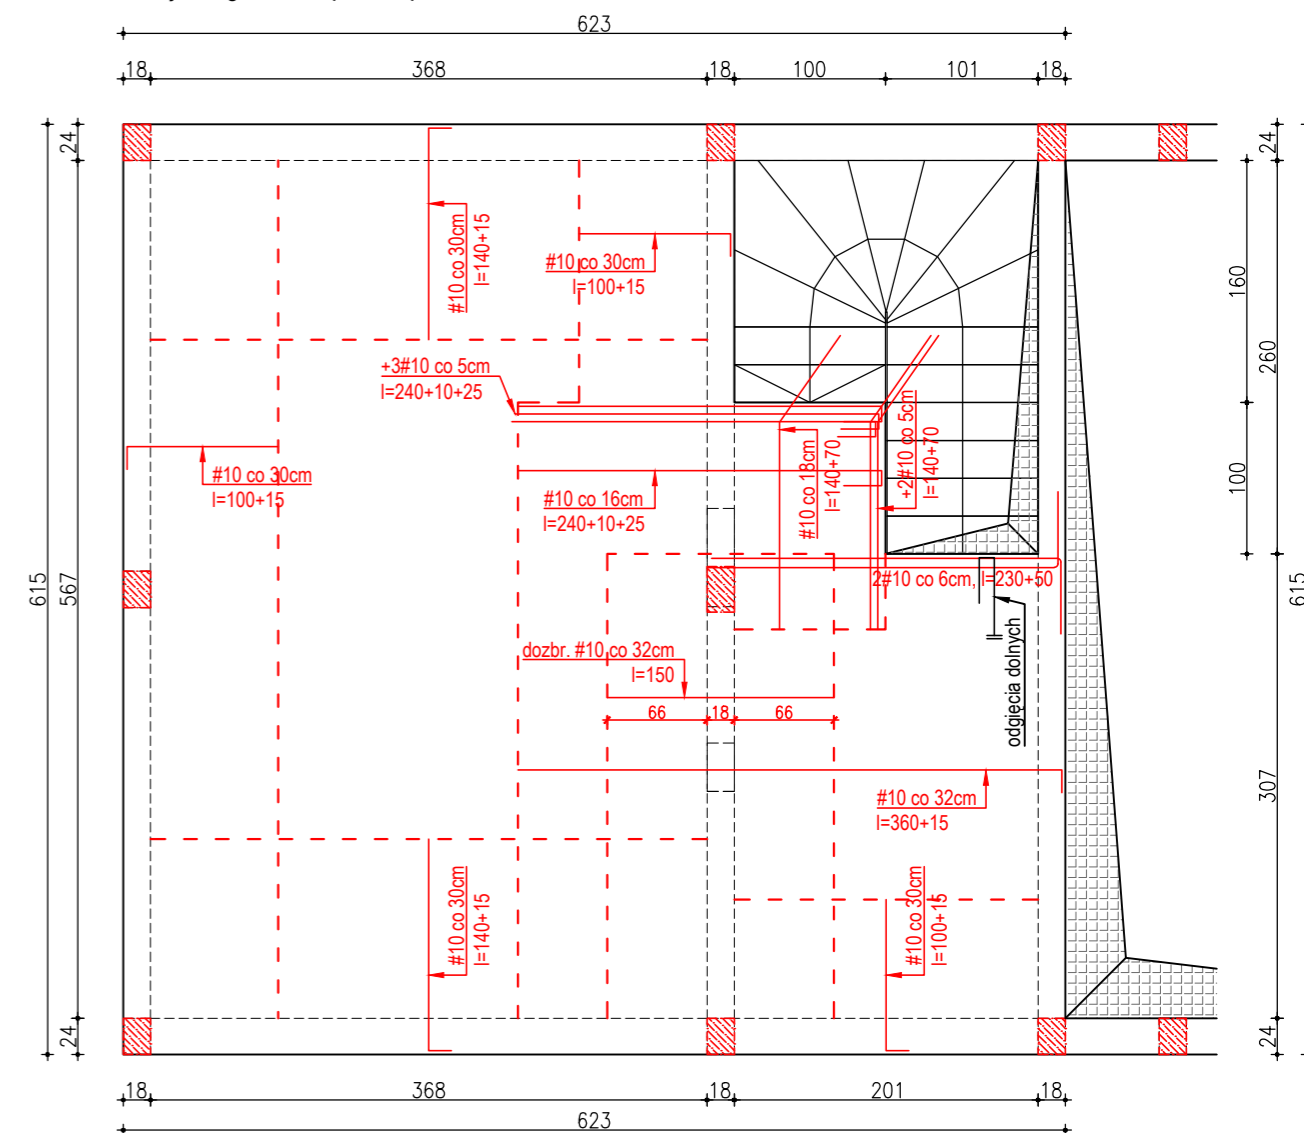 623
18 368 18 100 101 18
24
24
#10 co 30cm
l=140+15
#10 co 30cm
l=100+15
160
260
+3#10 co 5cm
l=240+10+25
#10 co 30cm
l=100+15
#10 co 16cm
l=240+10+25
#10 co 18cm
l=140+70
+2#10 co 5cm
l=140+70
100
615
567
2#10 co 6cm, l=230+50
615
dozbr. #10 co 32cm
l=150
odgięcia dolnych
66 18 66
#10 co 32cm
l=360+15
307
#10 co 30cm
l=140+15
#10 co 30cm
l=100+15
24
24
18 368 18 201 18
623